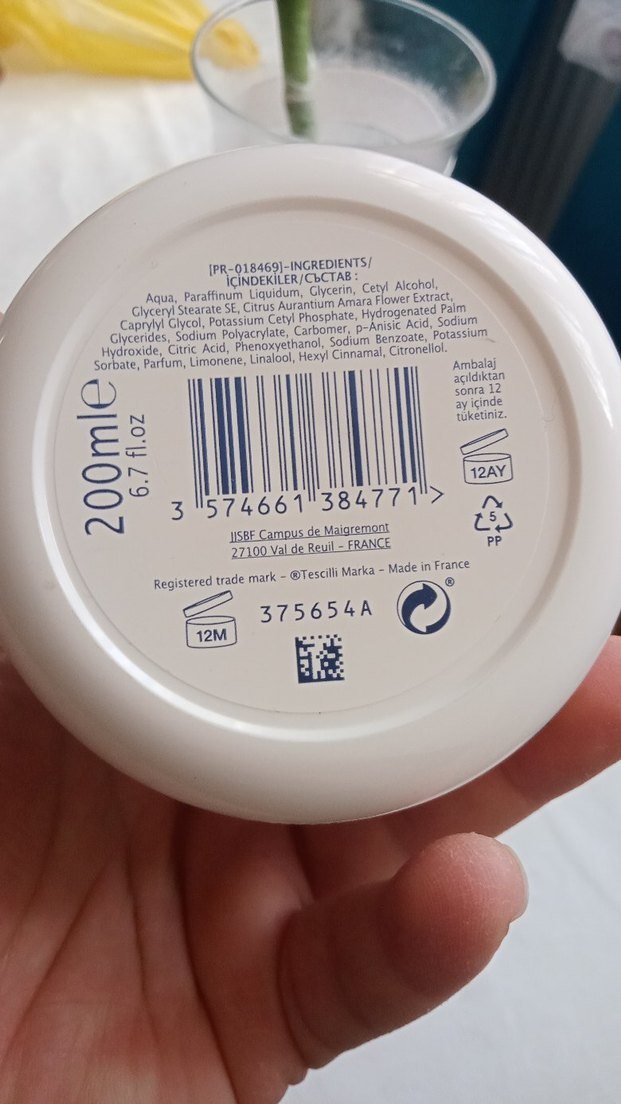 [PR-018469]-INGREDIENTS/
İÇİNDEKİLER/СЪСТАВ :
Aqua, Paraffinum Liquidum, Glycerin, Cetyl Alcohol,
Glyceryl Stearate SE, Citrus Aurantium Amara Flower Extract,
Caprylyl Glycol, Potassium Cetyl Phosphate, Hydrogenated Palm
Glycerides, Sodium Polyacrylate, Carbomer, p-Anisic Acid, Sodium
Hydroxide, Citric Acid, Phenoxyethanol, Sodium Benzoate, Potassium
Sorbate, Parfum, Limonene, Linalool, Hexyl Cinnamal, Citronellol.
200ml℮
6.7 fl.oz
Ambalaj
açıldıktan
sonra 12
ay içinde
tüketiniz.
12AY
3 574661 384771 >
5
PP
JJSBF Campus de Maigremont
27100 Val de Reuil – FRANCE
Registered trade mark – ®Tescilli Marka – Made in France
12M
375654A
®